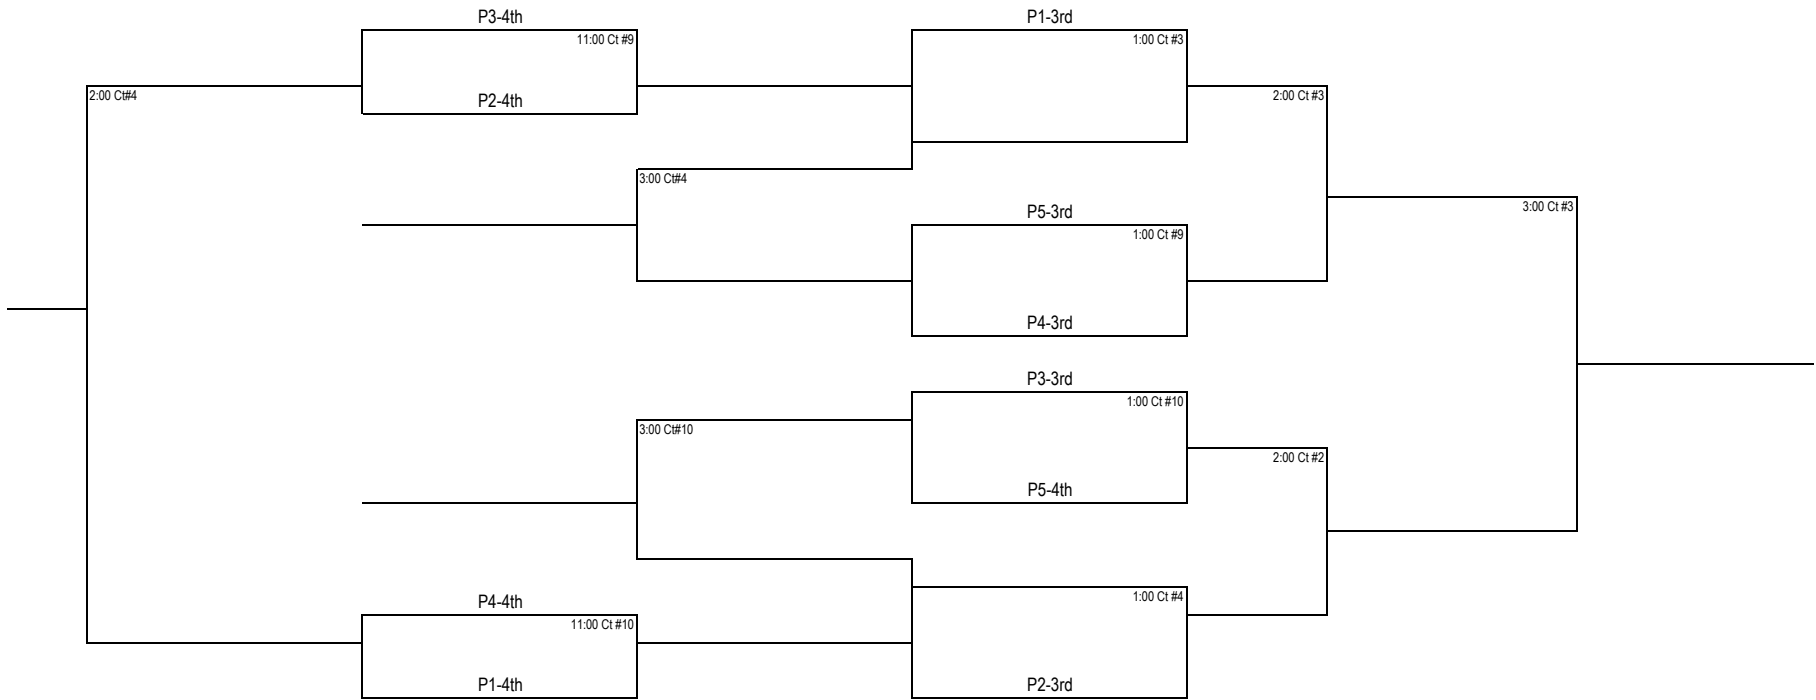 P3-4th
P1-3rd
11:00 Ct #9
1:00 Ct #3
2:00 Ct#4
P2-4th
2:00 Ct #3
3:00 Ct#4
P5-3rd
3:00 Ct #3
1:00 Ct #9
P4-3rd
P3-3rd
1:00 Ct #10
3:00 Ct#10
2:00 Ct #2
P5-4th
P4-4th
1:00 Ct #4
11:00 Ct #10
P1-4th
P2-3rd